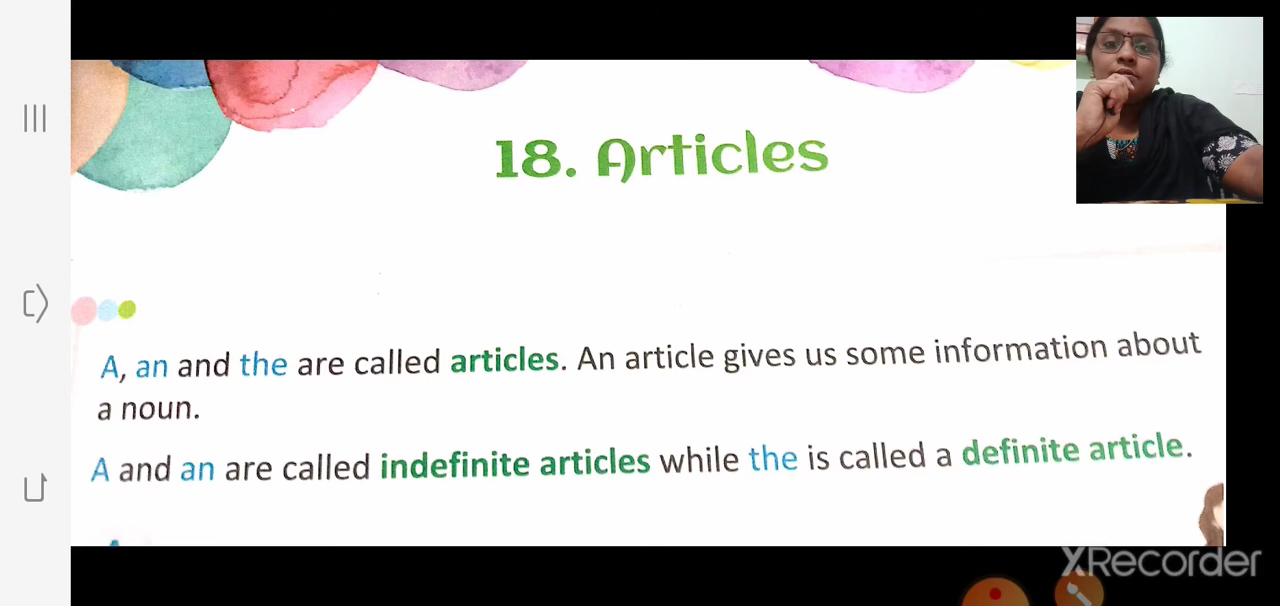 18. Articles
A, an and the are called articles. An article gives us some information about
a noun.
A and an are called indefinite articles while the is called a definite article.
XRecorder